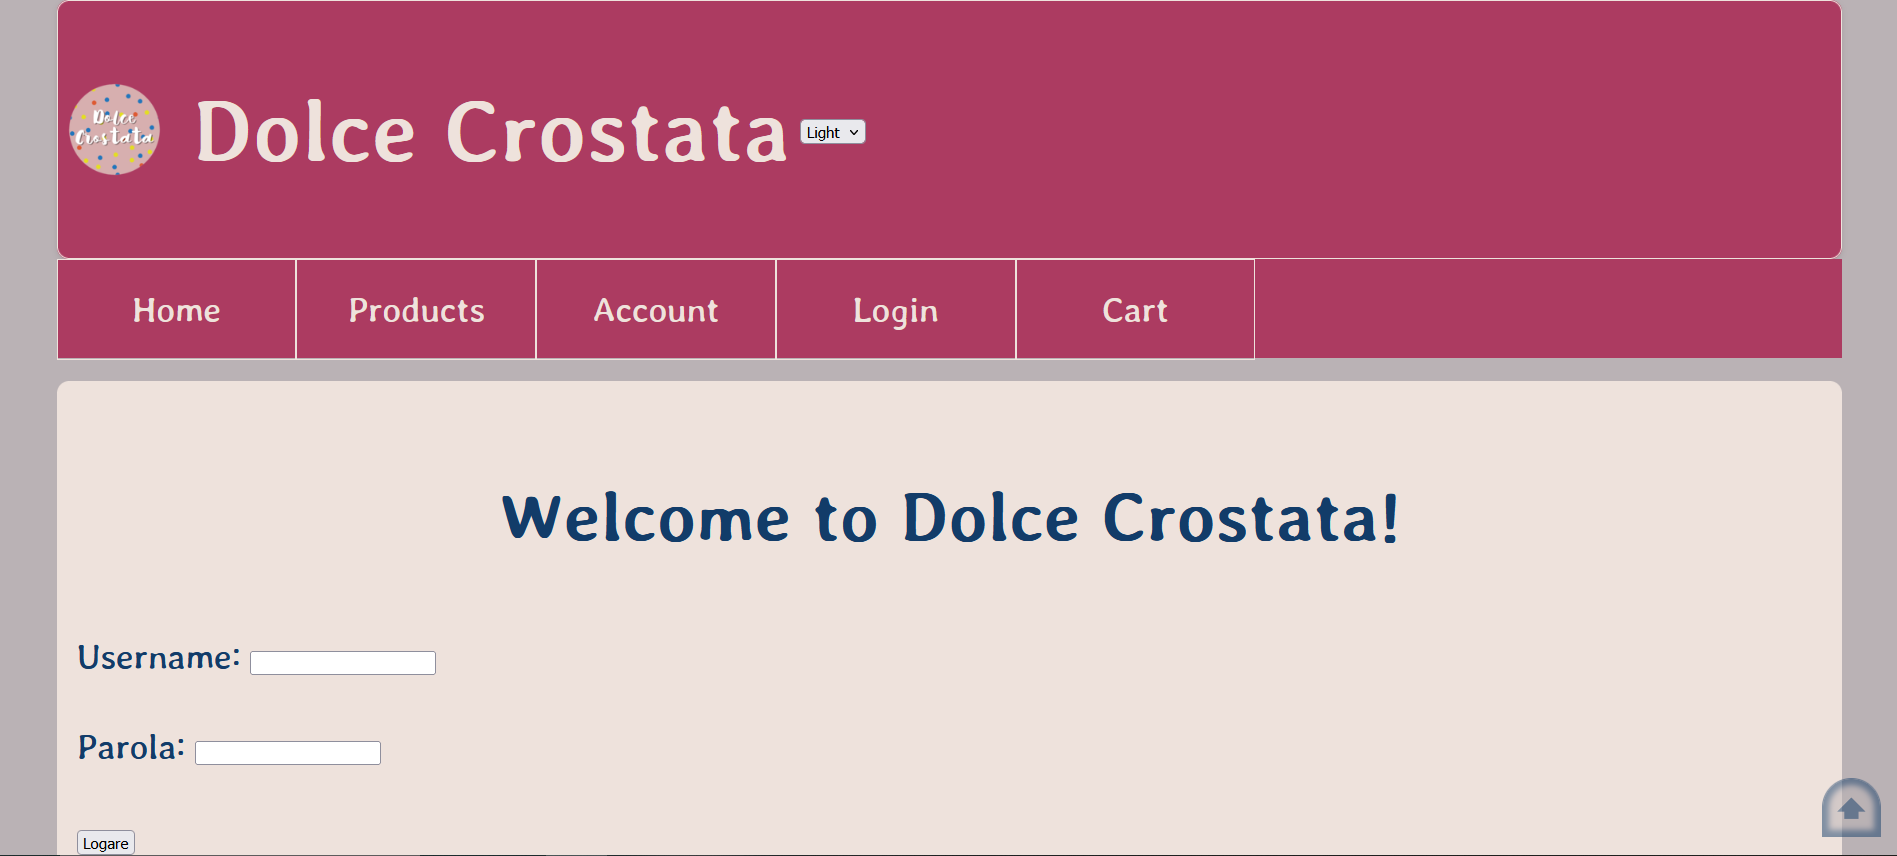 Dolce
Crostata
Dolce Crostata
Light
Home
Products
Account
Login
Cart
Welcome to Dolce Crostata!
Username:
Parola:
Logare